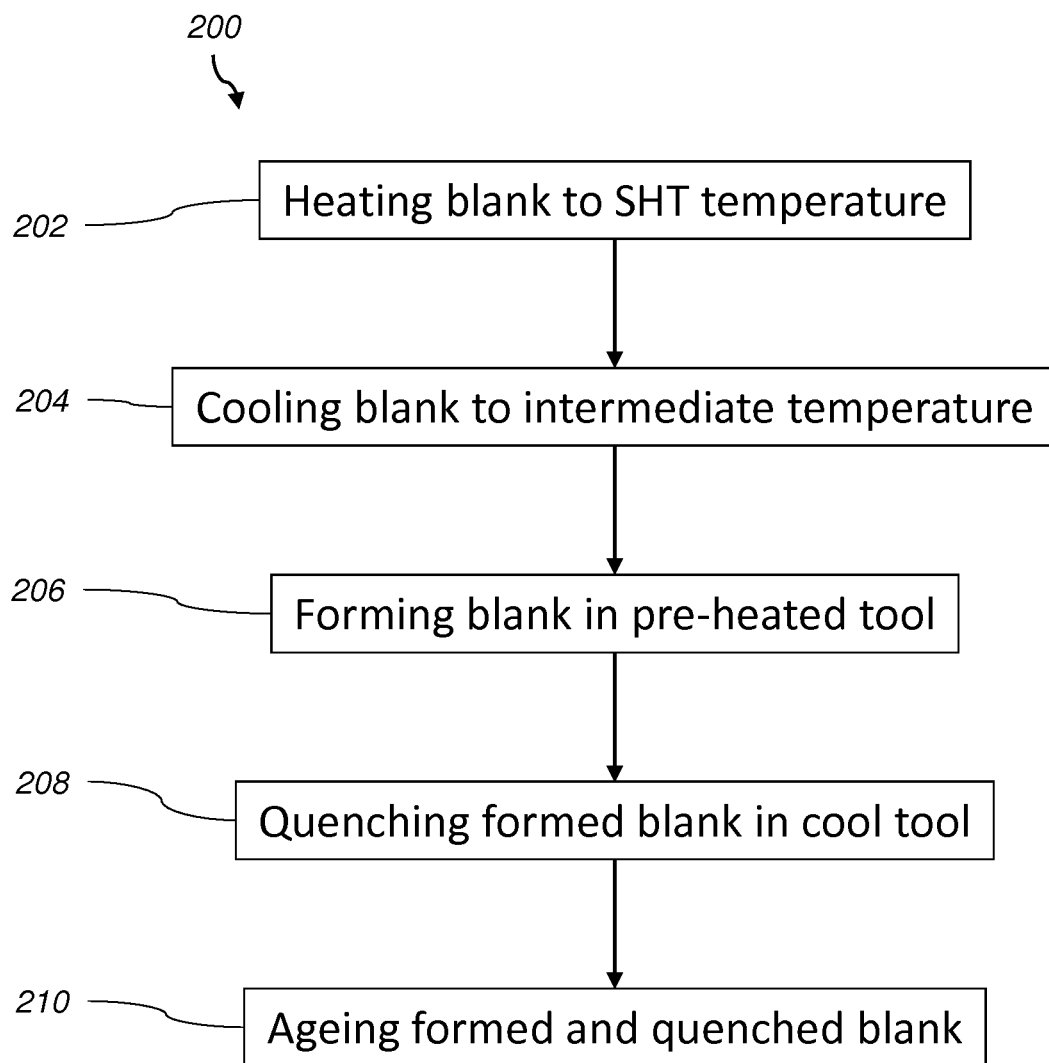 200
202
Heating blank to SHT temperature
204
Cooling blank to intermediate temperature
206
Forming blank in pre-heated tool
208
Quenching formed blank in cool tool
210
Ageing formed and quenched blank